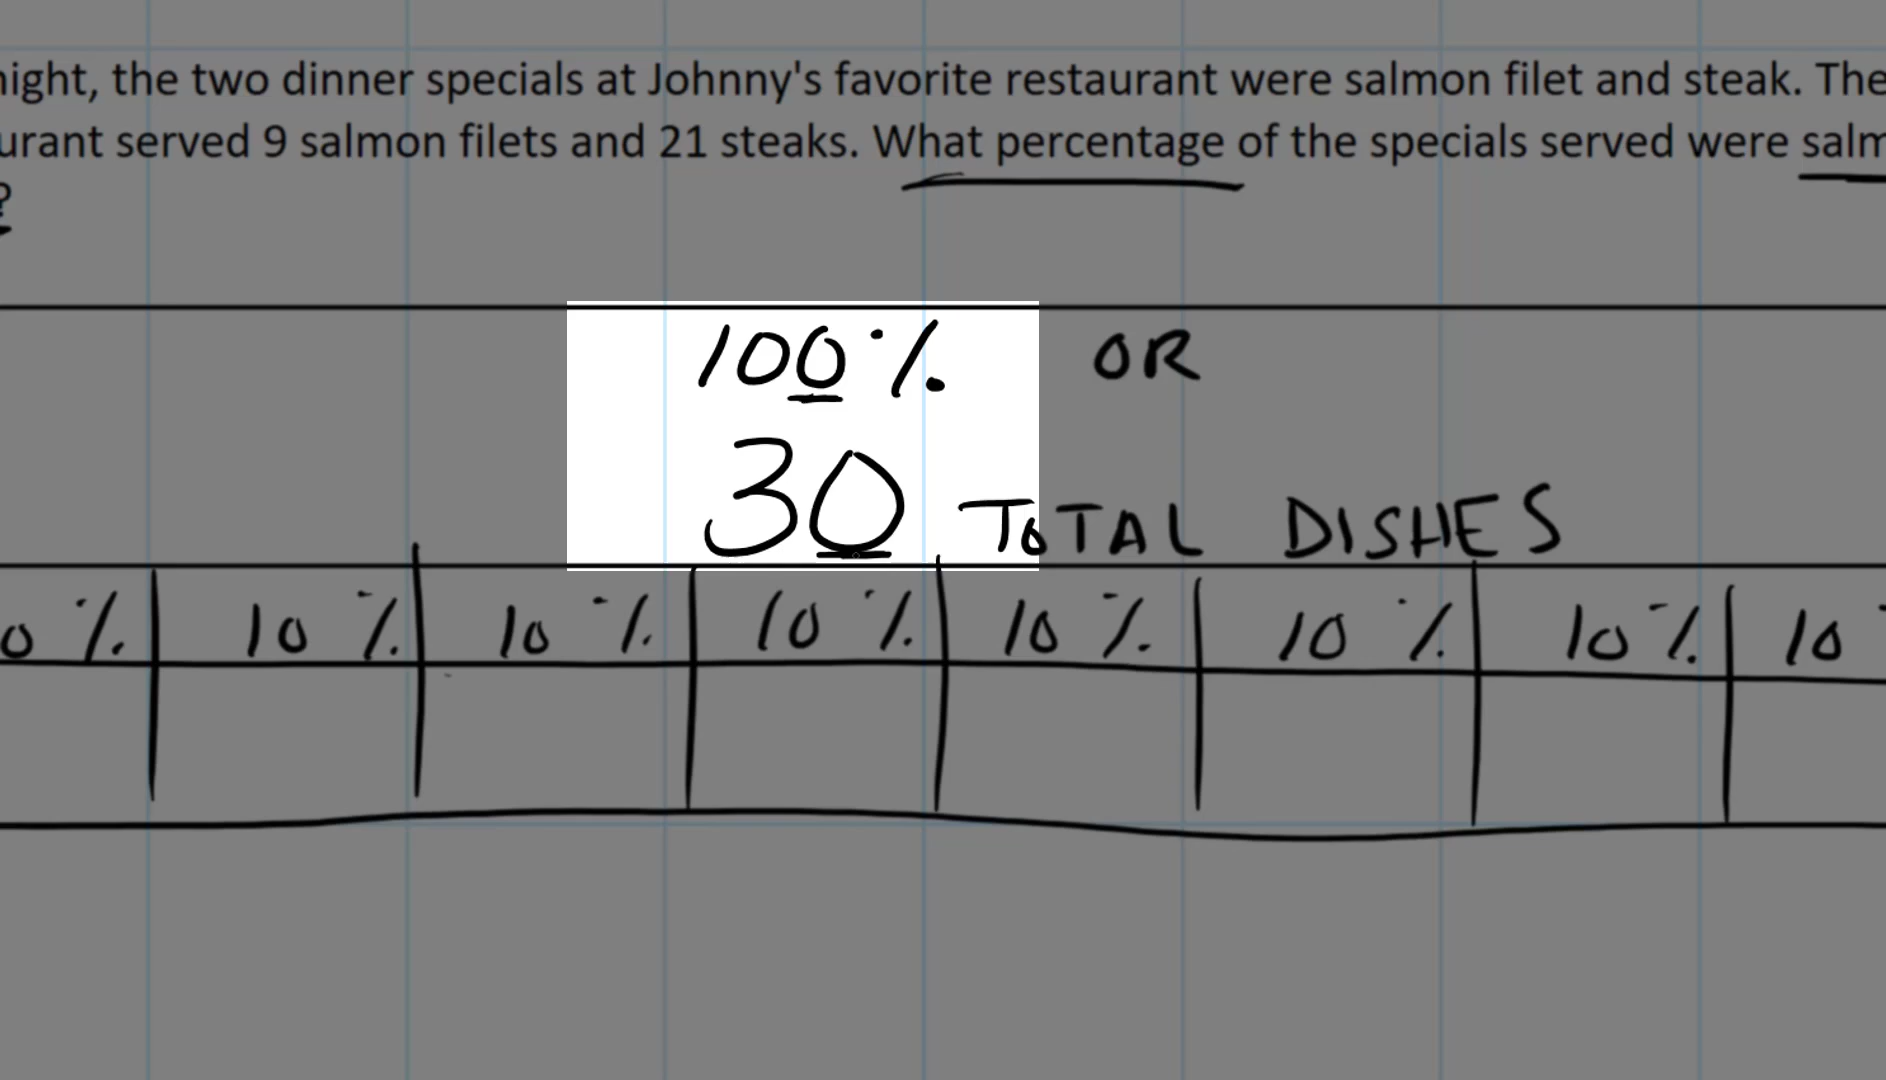 night, the two dinner specials at Johnny's favorite restaurant were salmon filet and steak. The
urant served 9 salmon filets and 21 steaks. What percentage of the specials served were salm
?
100% OR
30 TOTAL DISHES
0% 10% 10% 10% 10% 10% 10% 10